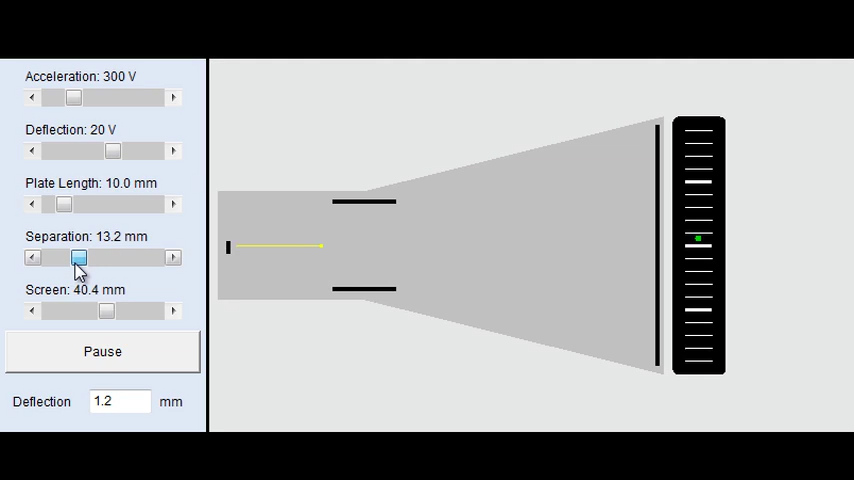 Acceleration: 300 V
Deflection: 20 V
Plate Length: 10.0 mm
Separation: 13.2 mm
Screen: 40.4 mm
Pause
Deflection 1.2 mm